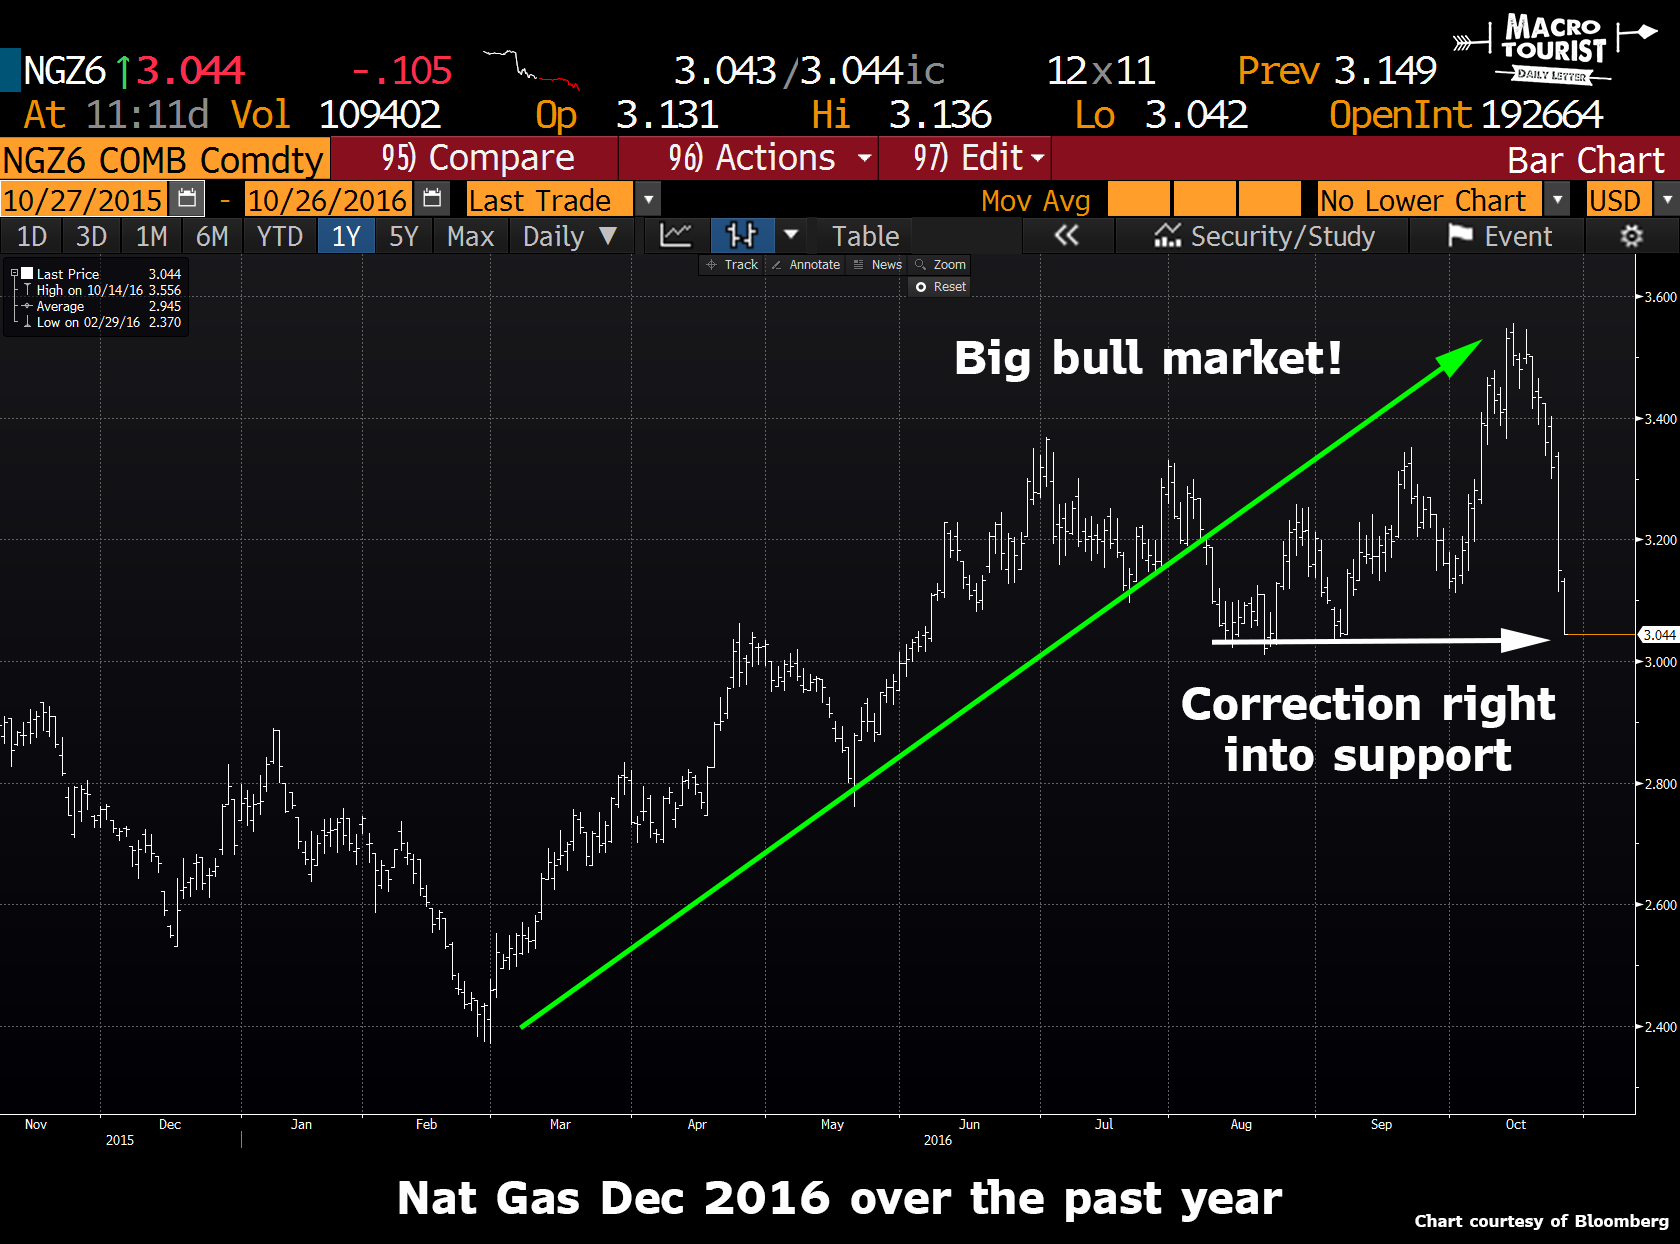 MACRO
TOURIST
DAILY LETTER
NGZ6 ↑3.044 -.105 3.043/3.044ic 12x11 Prev 3.149
At 11:11d Vol 109402 Op 3.131 Hi 3.136 Lo 3.042 OpenInt 192664
NGZ6 COMB Comdty 95) Compare 96) Actions 97) Edit Bar Chart
10/27/2015 - 10/26/2016 Last Trade Mov Avg No Lower Chart USD
1D 3D 1M 6M YTD 1Y 5Y Max Daily ▼ Table « Security/Study Event
Track Annotate News Zoom
Reset
Last Price 3.044
High on 10/14/16 3.556
Average 2.945
Low on 02/29/16 2.370
Big bull market!
Correction right
into support
3.600
3.400
3.200
3.044
3.000
2.800
2.600
2.400
Nov Dec Jan Feb Mar Apr May Jun Jul Aug Sep Oct
2015 2016
Nat Gas Dec 2016 over the past year
Chart courtesy of Bloomberg